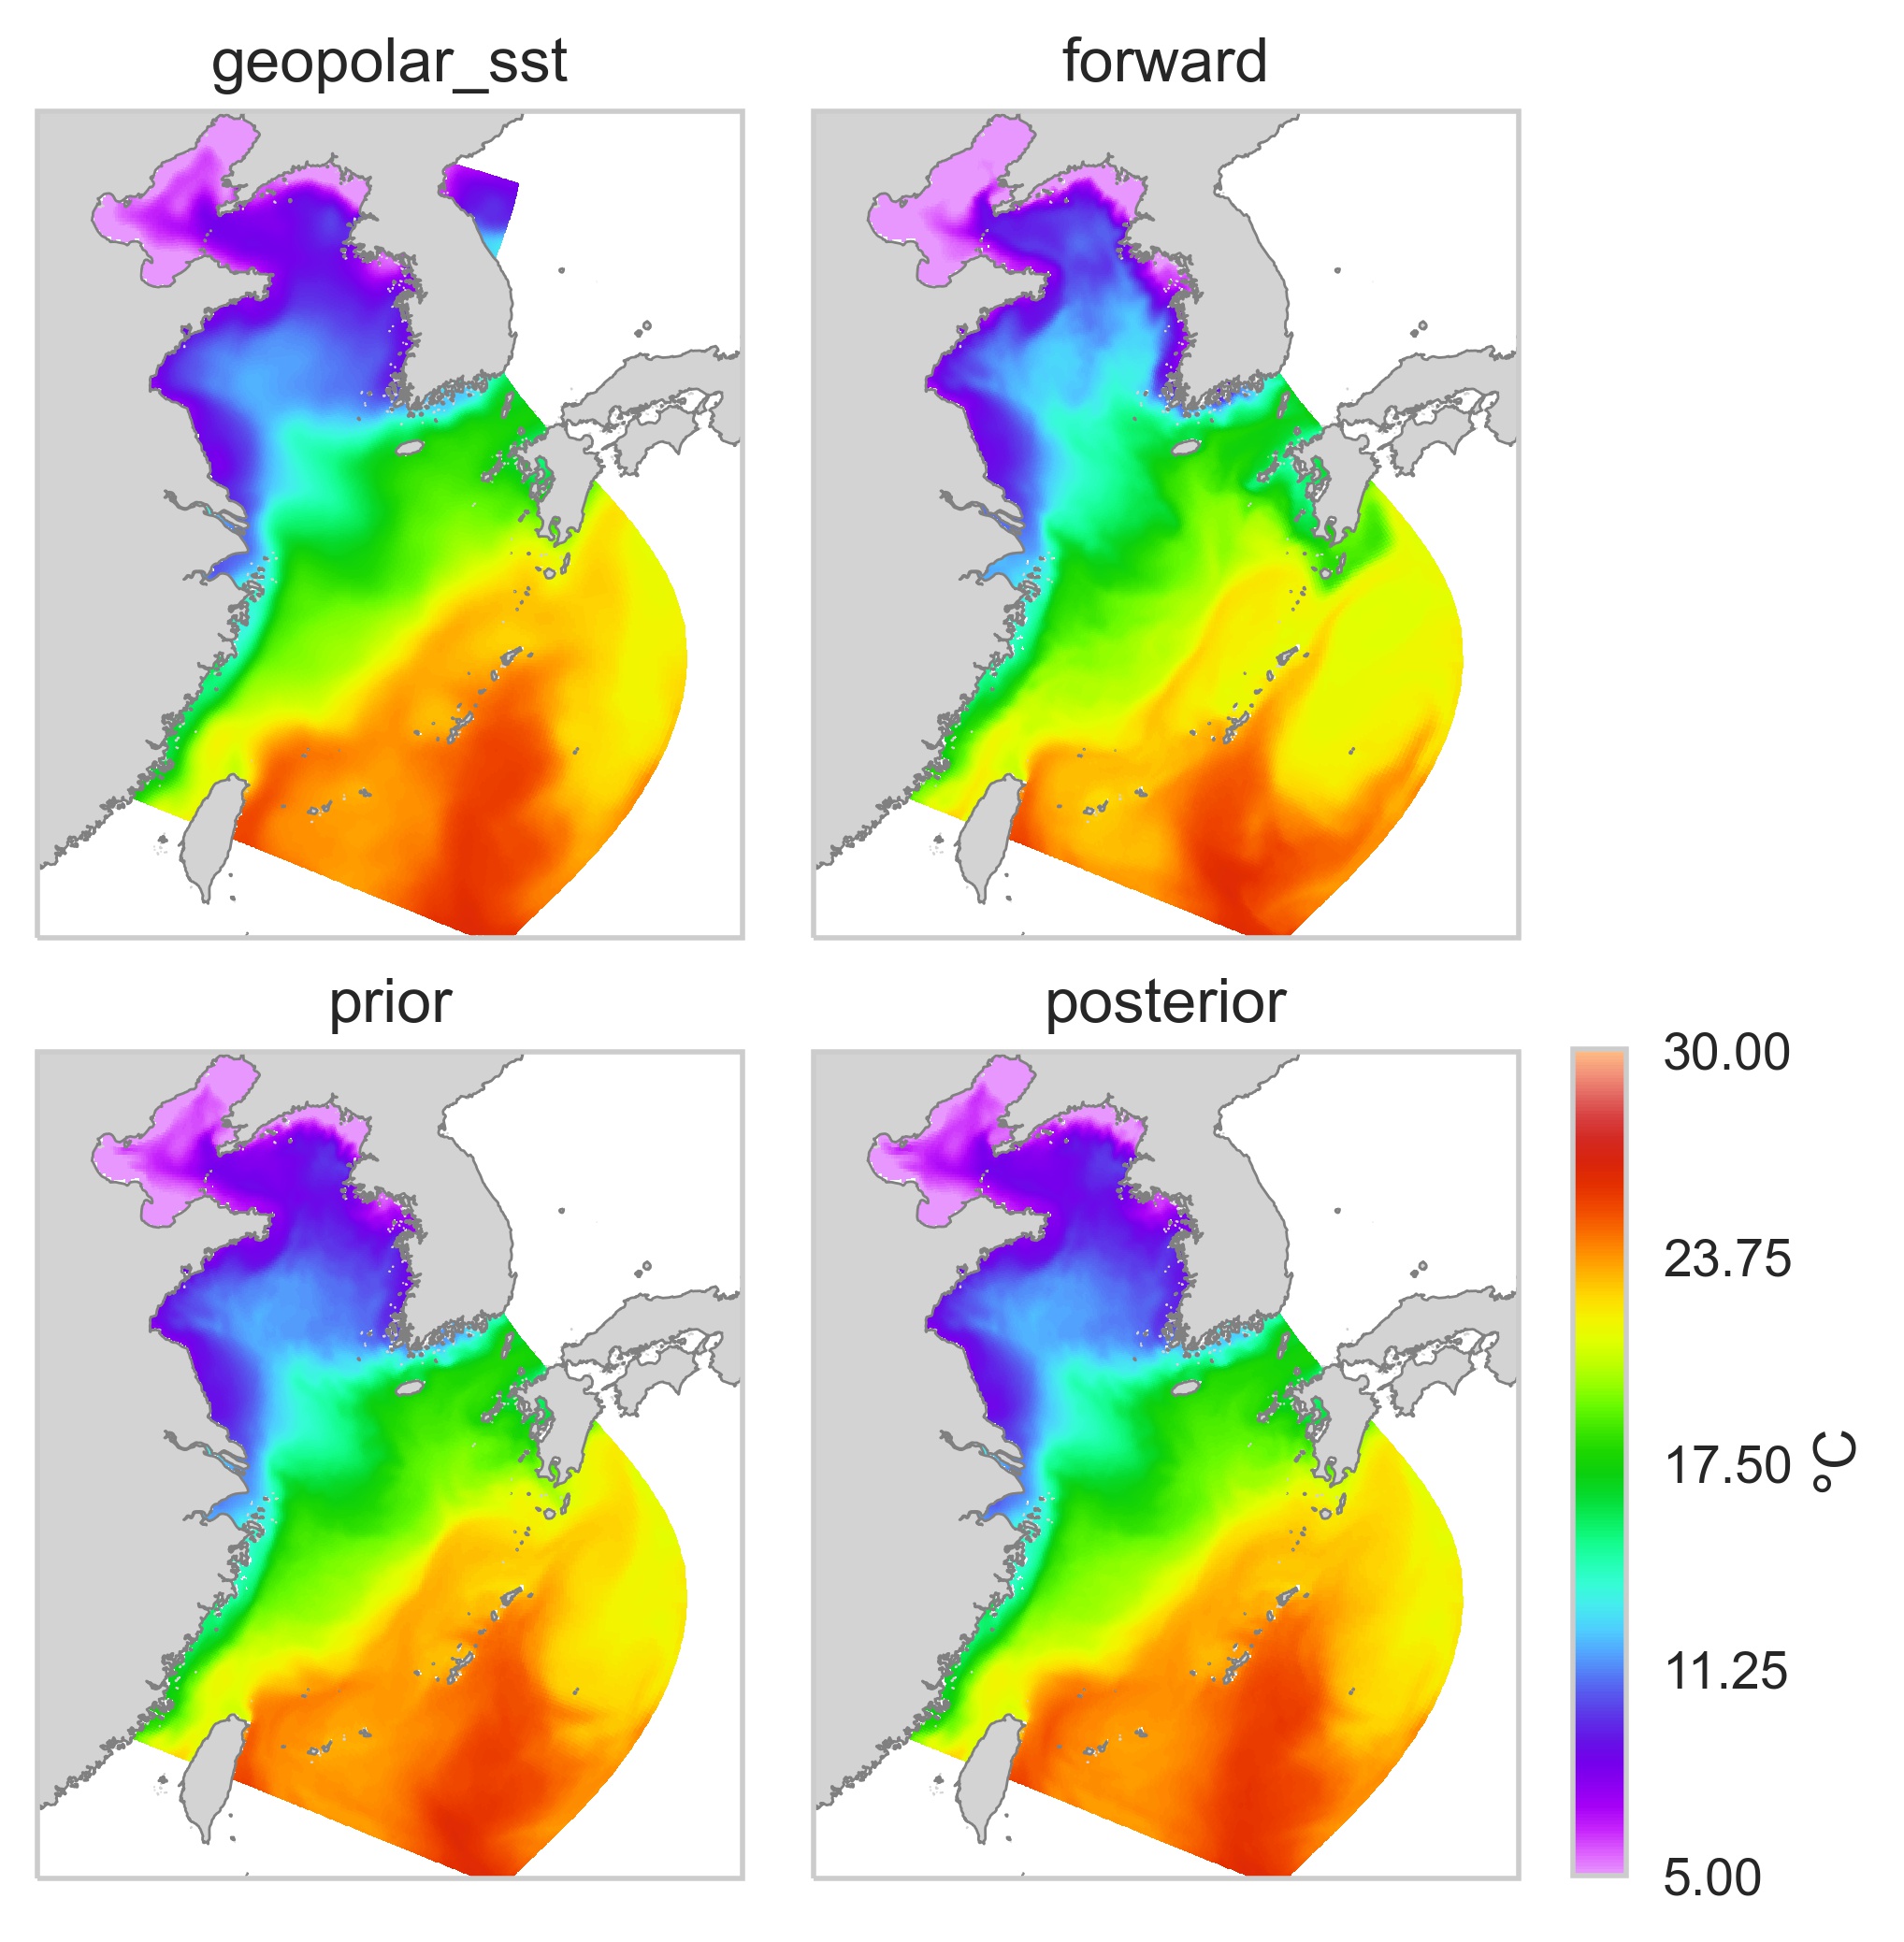 geopolar_sst
forward
prior
posterior
30.00
23.75
17.50
11.25
5.00
°C